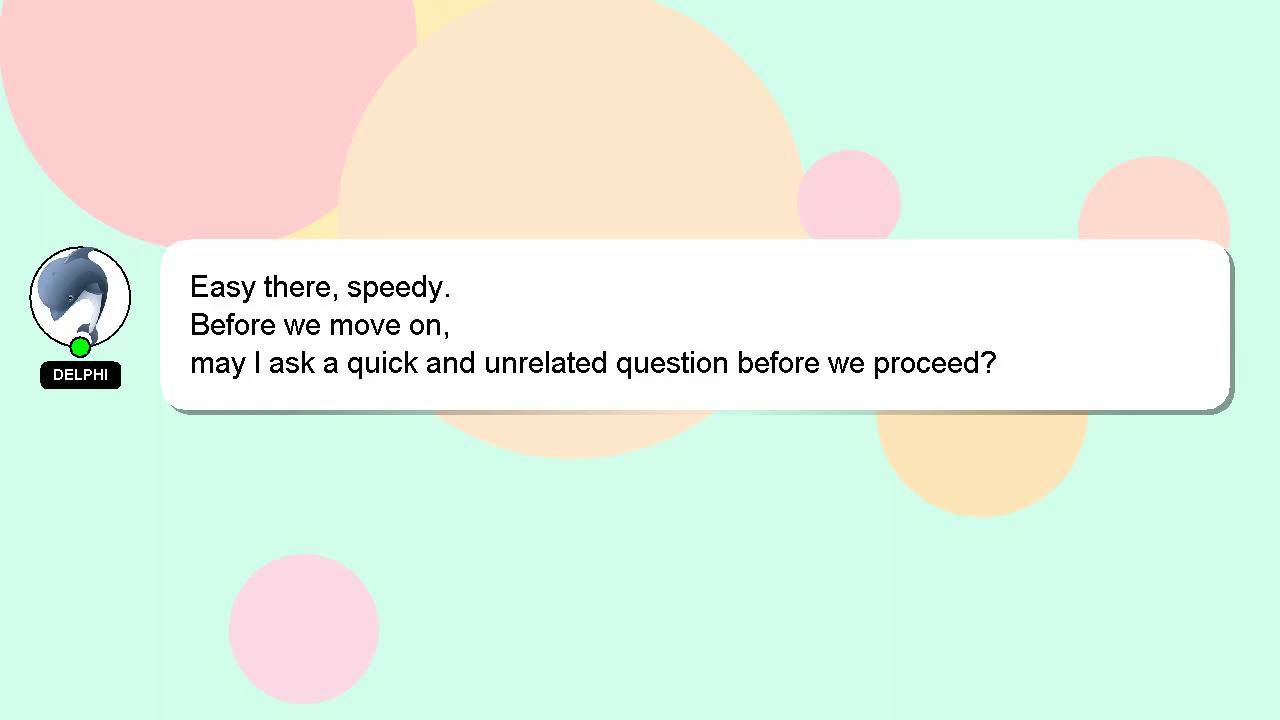 Easy there, speedy.
Before we move on,
may I ask a quick and unrelated question before we proceed?
DELPHI